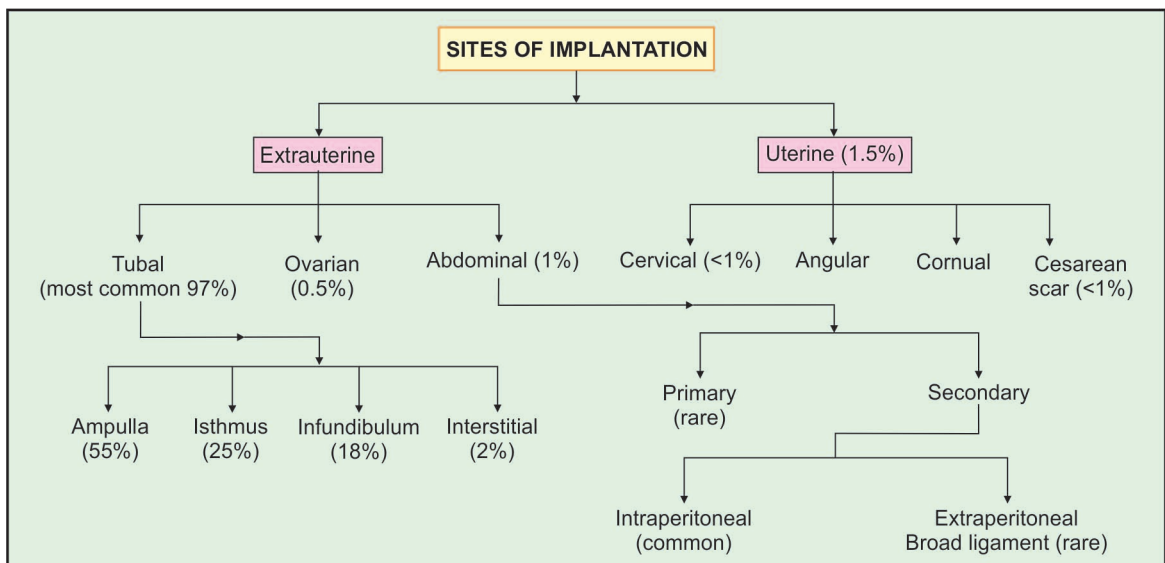 SITES OF IMPLANTATION
Extrauterine
Uterine (1.5%)
Tubal
(most common 97%)
Ovarian
(0.5%)
Abdominal (1%)
Cervical (<1%)
Angular
Cornual
Cesarean
scar (<1%)
Ampulla
(55%)
Isthmus
(25%)
Infundibulum
(18%)
Interstitial
(2%)
Primary
(rare)
Secondary
Intraperitoneal
(common)
Extraperitoneal
Broad ligament (rare)